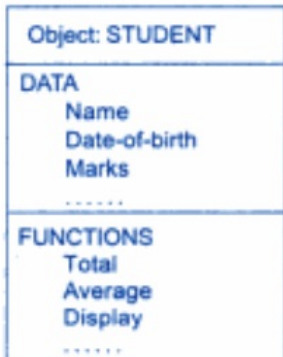 Object: STUDENT
DATA
Name
Date-of-birth
Marks
......
FUNCTIONS
Total
Average
Display
......